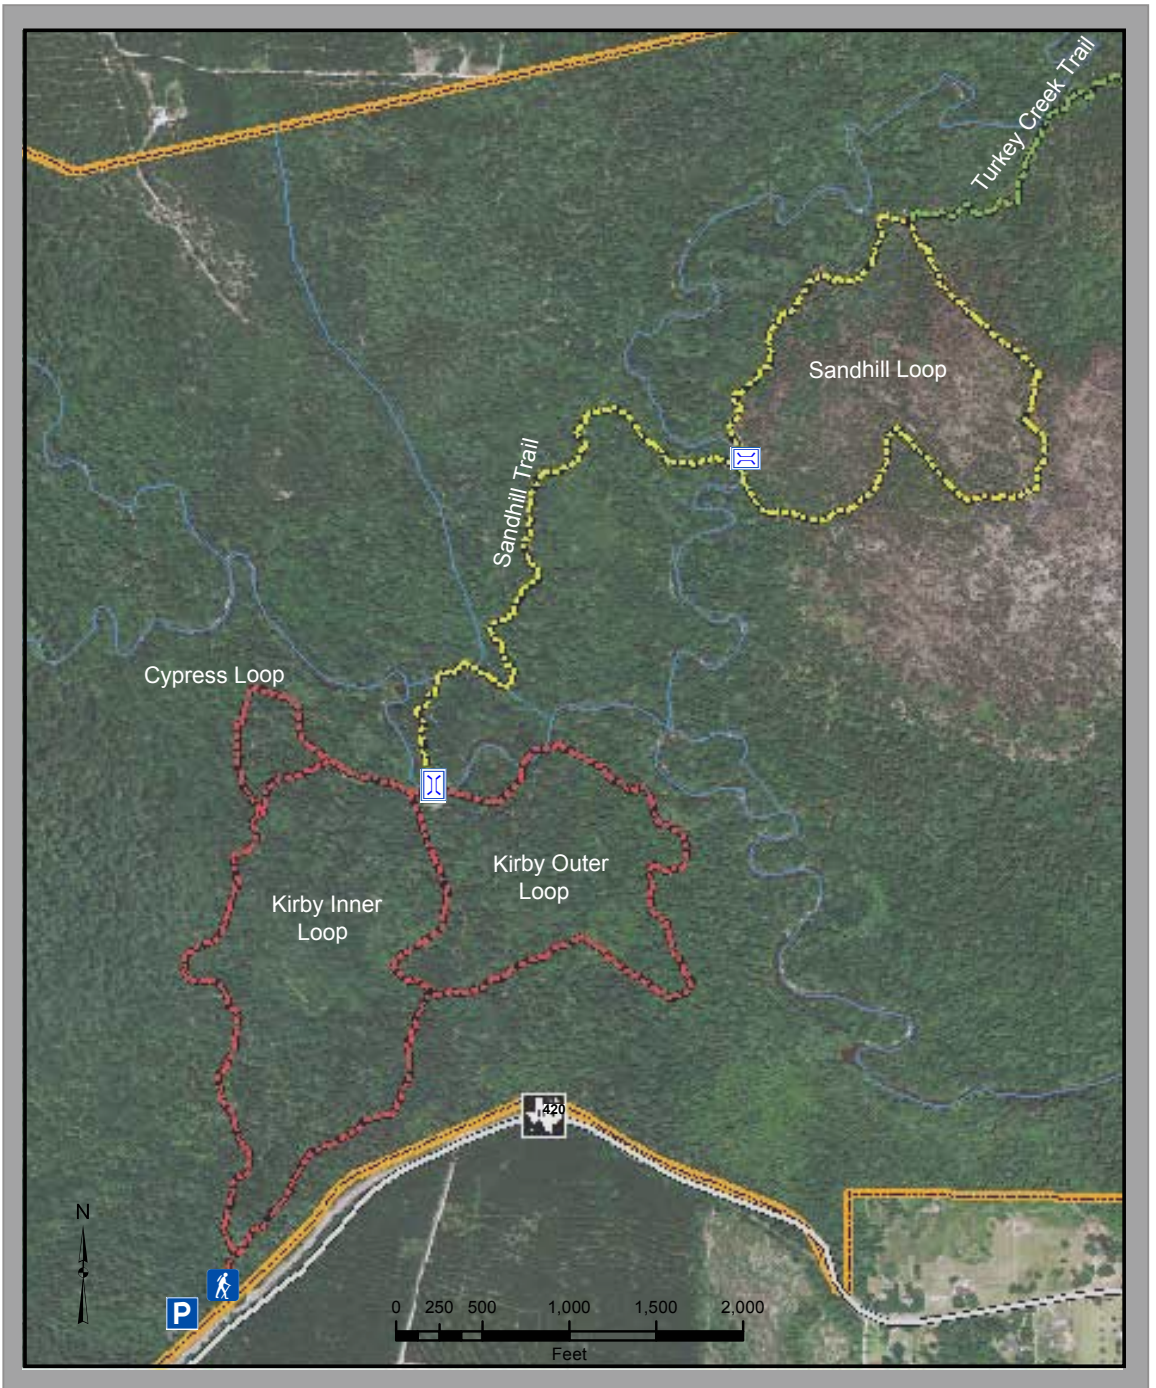 Turkey Creek Trail
Sandhill Loop
Sandhill Trail
Cypress Loop
Kirby Outer
Loop
Kirby Inner
Loop
420
N
P
0 250 500 1,000 1,500 2,000
Feet